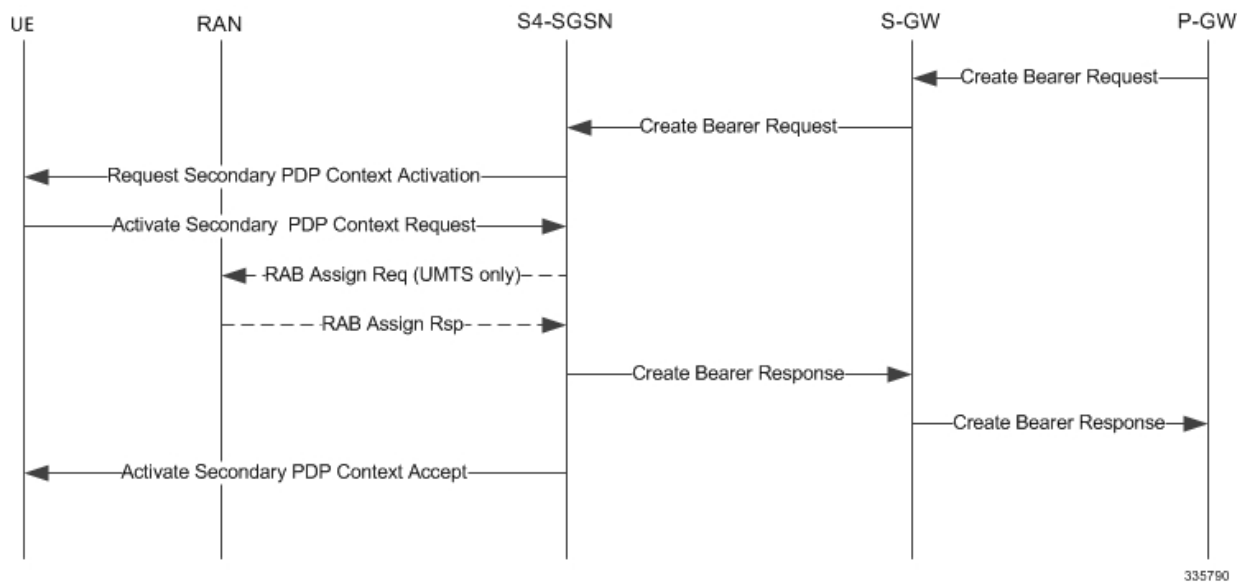 UE RAN S4-SGSN S-GW P-GW
Create Bearer Request
Create Bearer Request
Request Secondary PDP Context Activation
Activate Secondary PDP Context Request
RAB Assign Req (UMTS only)
RAB Assign Rsp
Create Bearer Response
Create Bearer Response
Activate Secondary PDP Context Accept
335790